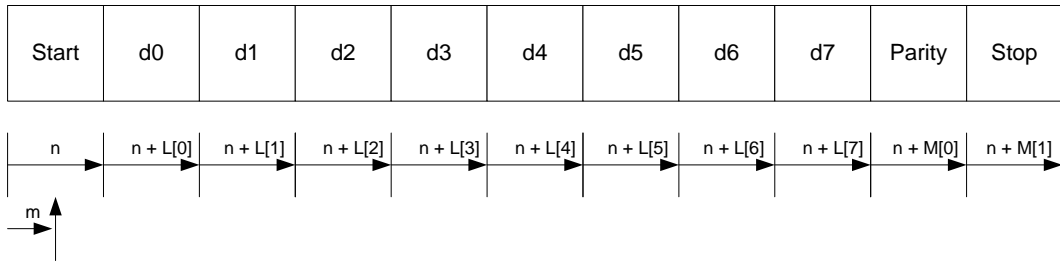 Start d0 d1 d2 d3 d4 d5 d6 d7 Parity Stop
n n + L[0] n + L[1] n + L[2] n + L[3] n + L[4] n + L[5] n + L[6] n + L[7] n + M[0] n + M[1]
m